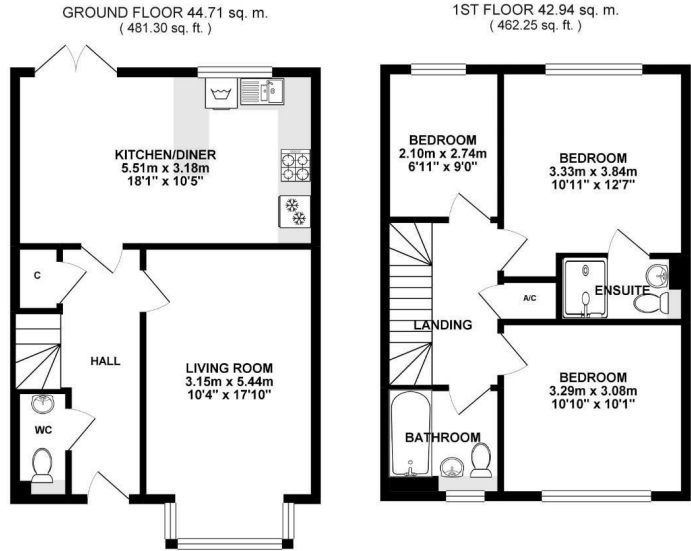 GROUND FLOOR 44.71 sq. m.
( 481.30 sq. ft. )
KITCHEN/DINER
5.51m x 3.18m
18'1" x 10'5"
C
HALL
LIVING ROOM
3.15m x 5.44m
10'4" x 17'10"
WC
1ST FLOOR 42.94 sq. m.
( 462.25 sq. ft. )
BEDROOM
2.10m x 2.74m
6'11" x 9'0"
BEDROOM
3.33m x 3.84m
10'11" x 12'7"
ENSUITE
A/C
LANDING
BEDROOM
3.29m x 3.08m
10'10" x 10'1"
BATHROOM